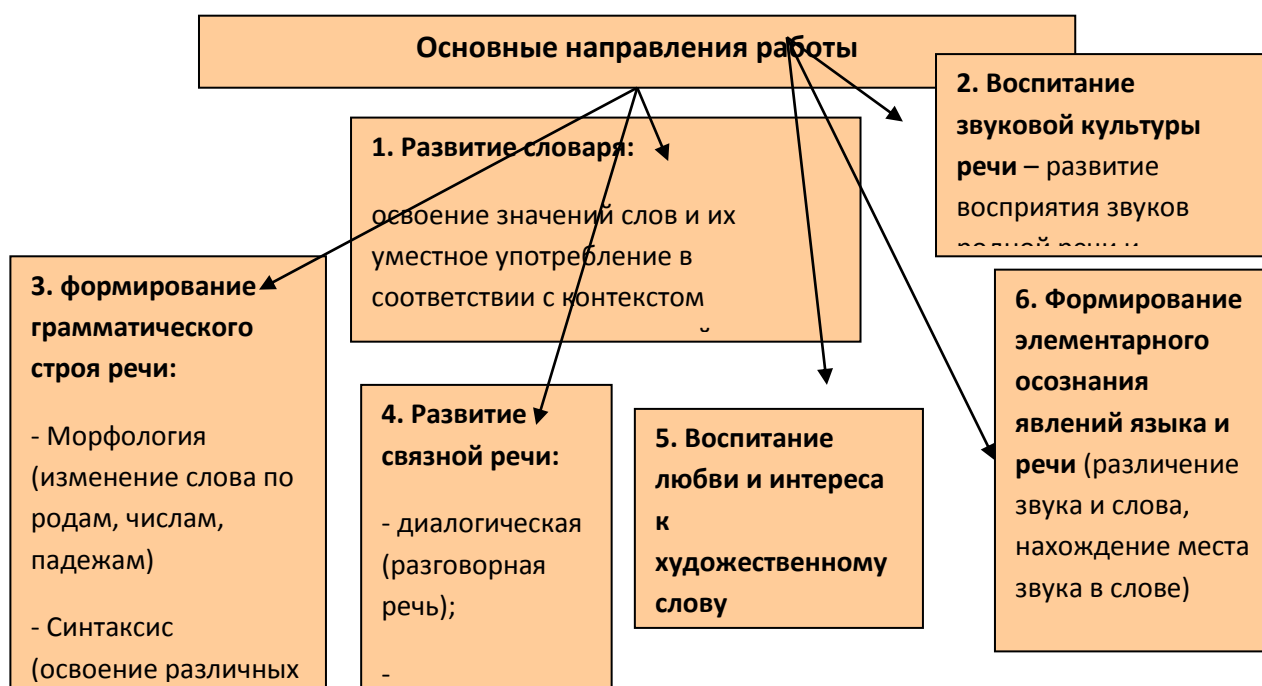 Основные направления работы
1. Развитие словаря:
освоение значений слов и их
уместное употребление в
соответствии с контекстом
2. Воспитание
звуковой культуры
речи – развитие
восприятия звуков
родной речи и
3. формирование
грамматического
строя речи:
- Морфология
(изменение слова по
родам, числам,
падежам)
- Синтаксис
(освоение различных
4. Развитие
связной речи:
- диалогическая
(разговорная
речь);
-
5. Воспитание
любви и интереса
к
художественному
слову
6. Формирование
элементарного
осознания
явлений языка и
речи (различение
звука и слова,
нахождение места
звука в слове)